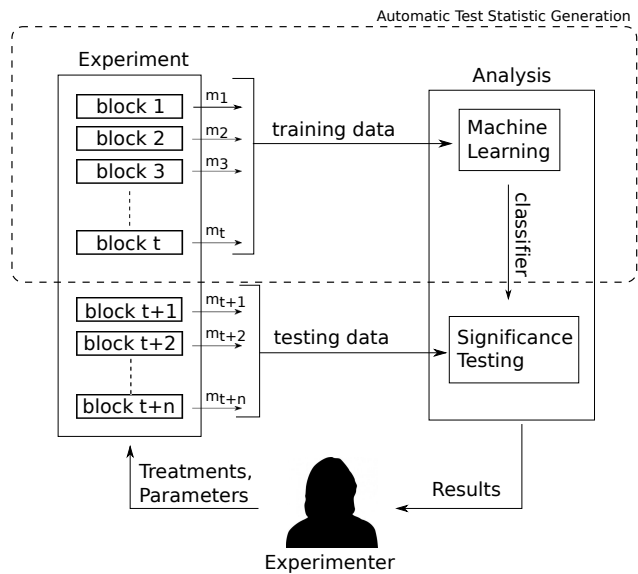 Automatic Test Statistic Generation
Experiment
block 1
m1
block 2
m2
block 3
m3
block t
mt
training data
block t+1
mt+1
block t+2
mt+2
block t+n
mt+n
testing data
Analysis
Machine
Learning
classifier
Significance
Testing
Treatments,
Parameters
Results
Experimenter